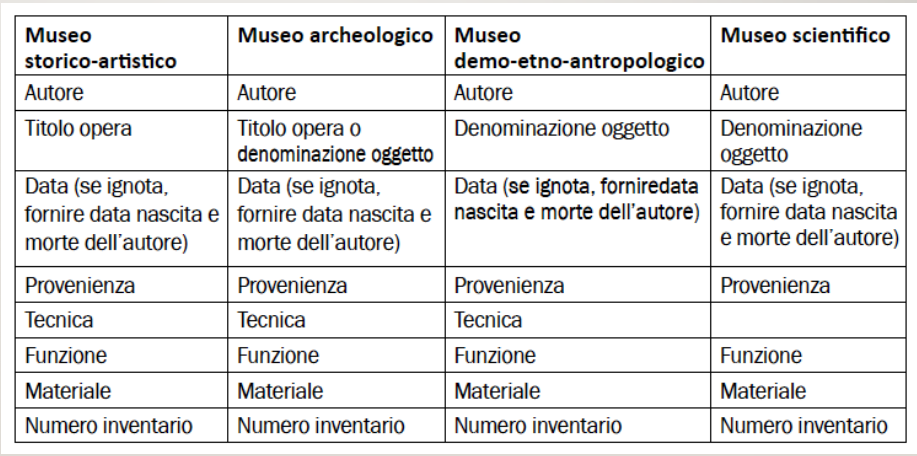 Museo storico-artistico | Museo archeologico | Museo demo-etno-antropologico | Museo scientifico
Autore | Autore | Autore | Autore
Titolo opera | Titolo opera o denominazione oggetto | Denominazione oggetto | Denominazione oggetto
Data (se ignota, fornire data nascita e morte dell'autore) | Data (se ignota, fornire data nascita e morte dell'autore) | Data (se ignota, forniredata nascita e morte dell'autore) | Data (se ignota, fornire data nascita e morte dell'autore)
Provenienza | Provenienza | Provenienza | Provenienza
Tecnica | Tecnica | Tecnica |
Funzione | Funzione | Funzione | Funzione
Materiale | Materiale | Materiale | Materiale
Numero inventario | Numero inventario | Numero inventario | Numero inventario